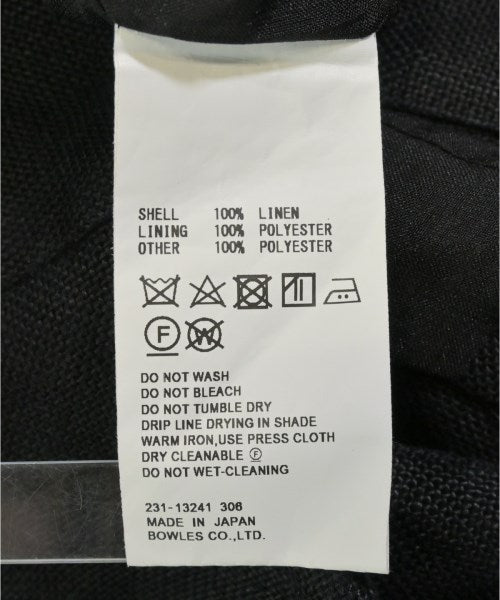 SHELL 100% LINEN
LINING 100% POLYESTER
OTHER 100% POLYESTER
F W
DO NOT WASH
DO NOT BLEACH
DO NOT TUMBLE DRY
DRIP LINE DRYING IN SHADE
WARM IRON,USE PRESS CLOTH
DRY CLEANABLE Ⓕ
DO NOT WET-CLEANING
231-13241 306
MADE IN JAPAN
BOWLES CO.,LTD.